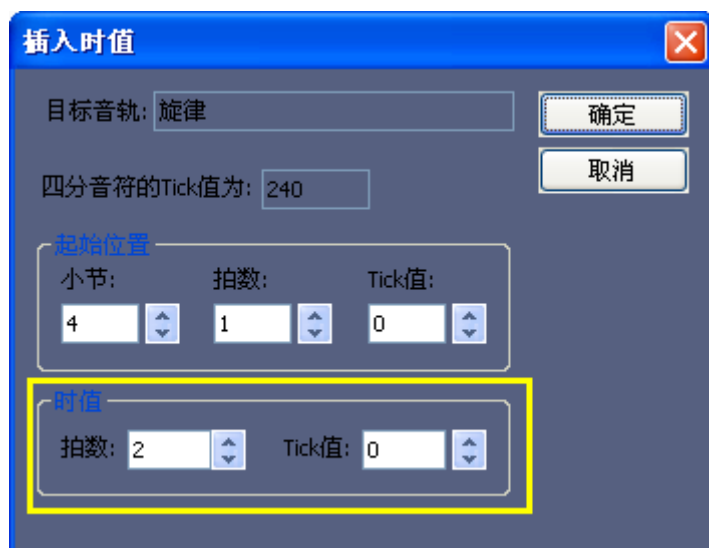 插入时值
目标音轨: 旋律
确定
四分音符的Tick值为: 240
取消
起始位置
小节: 拍数: Tick值:
4 1 0
时值
拍数: 2 Tick值: 0